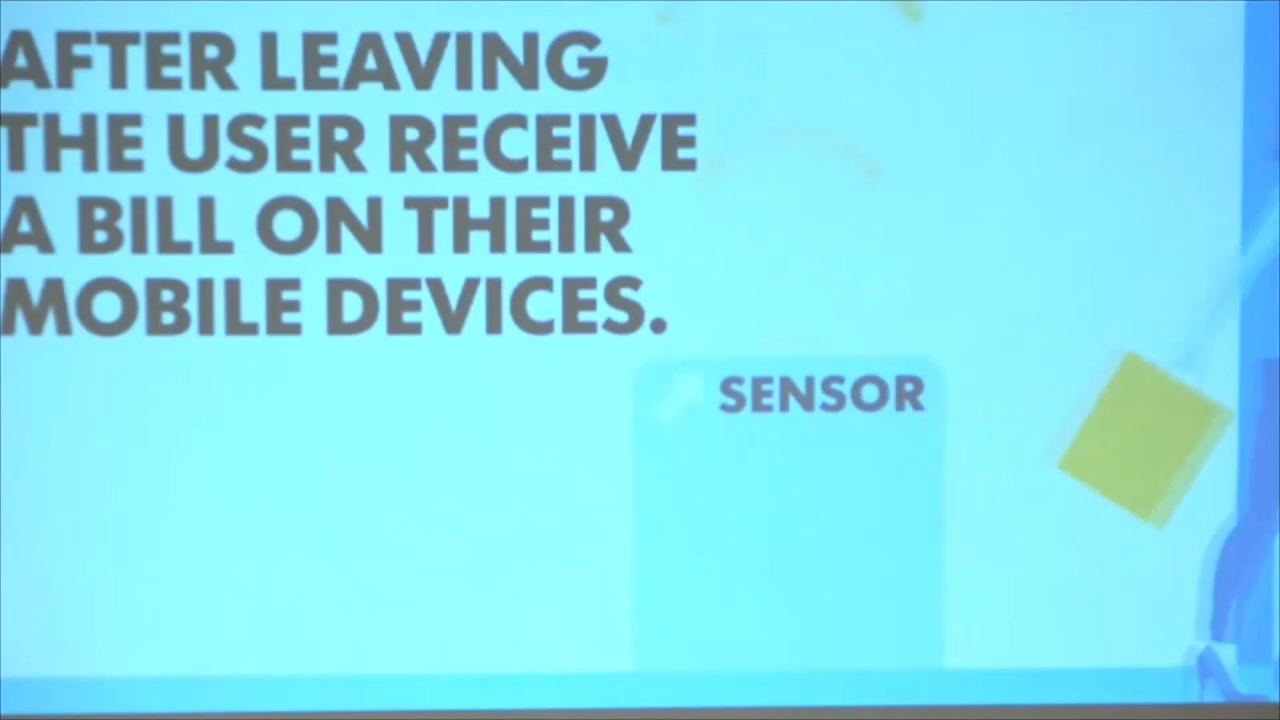 AFTER LEAVING
THE USER RECEIVE
A BILL ON THEIR
MOBILE DEVICES.
SENSOR